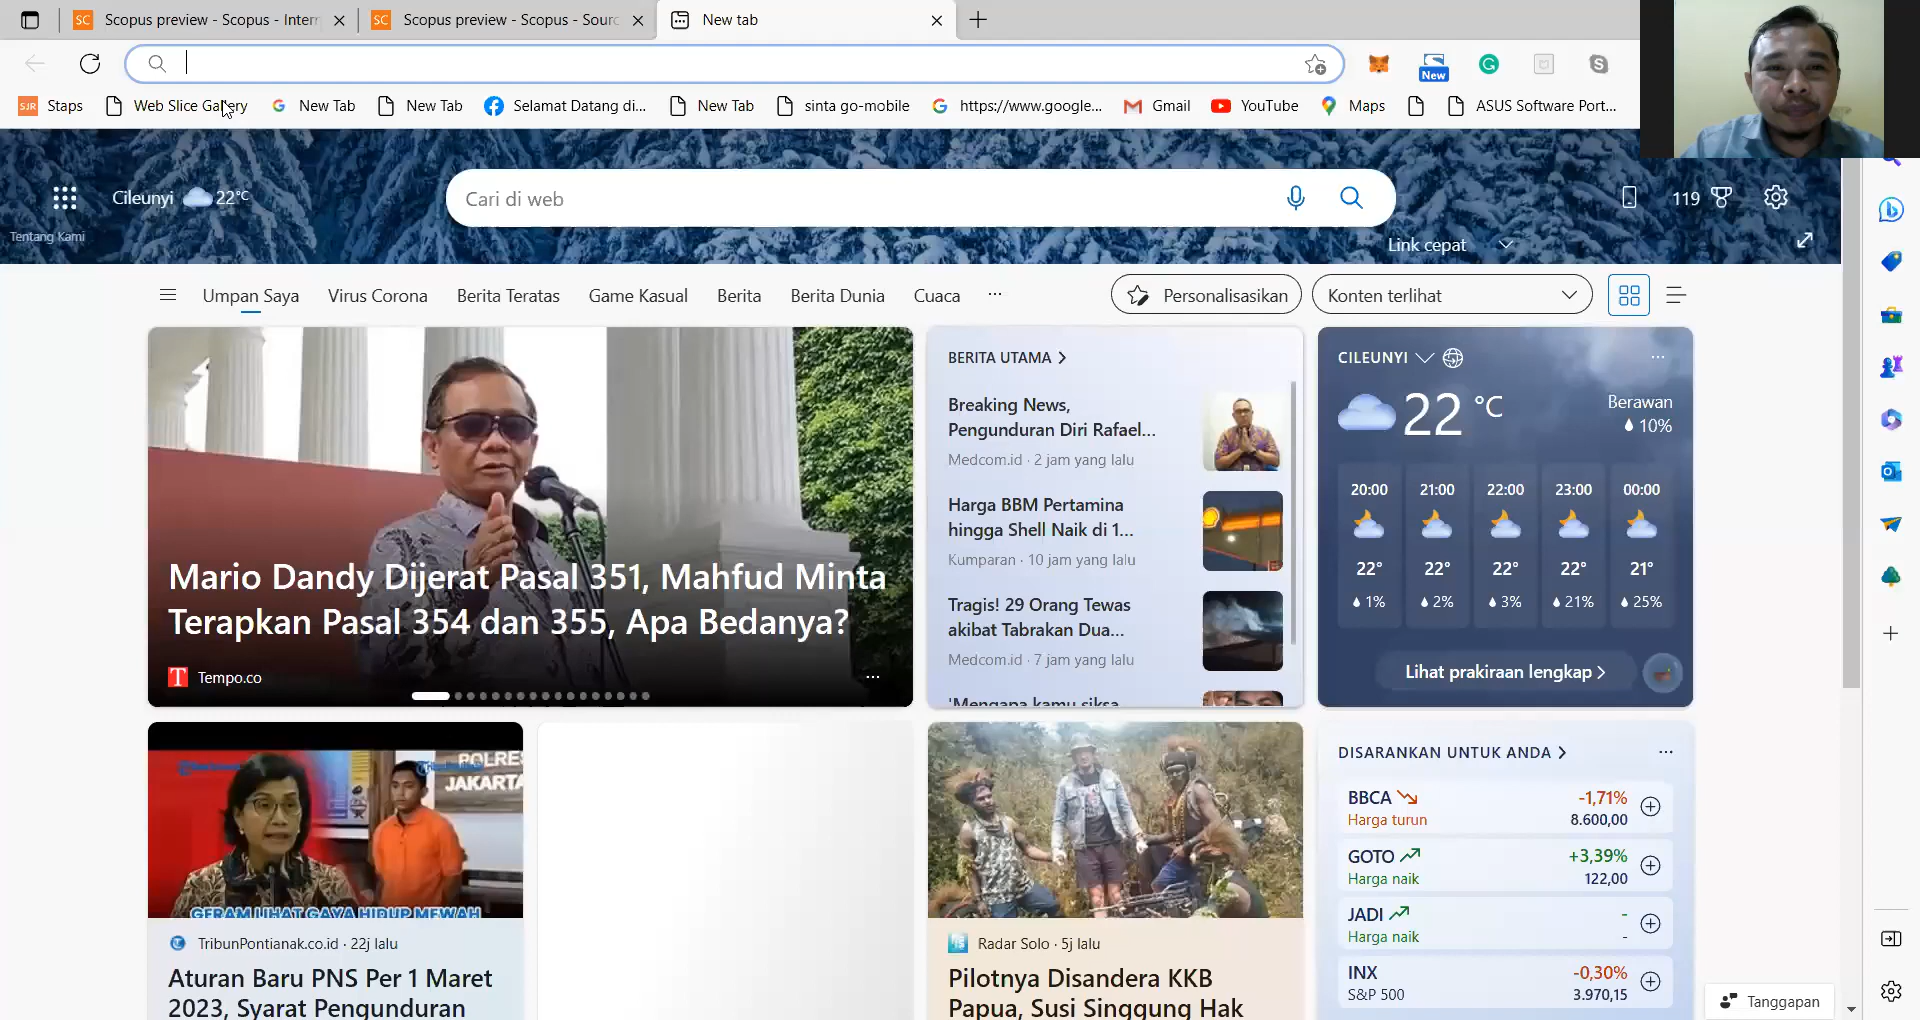 Scopus preview - Scopus - Intern
Scopus preview - Scopus - Sourc
New tab
New
Staps
Web Slice Gallery
New Tab
New Tab
Selamat Datang di...
New Tab
sinta go-mobile
https://www.google...
Gmail
YouTube
Maps
ASUS Software Port...
Cileunyi
22°C
Cari di web
119
Tentang Kami
Link cepat
Umpan Saya
Virus Corona
Berita Teratas
Game Kasual
Berita
Berita Dunia
Cuaca
...
Personalisasikan
Konten terlihat
Mario Dandy Dijerat Pasal 351, Mahfud Minta
Terapkan Pasal 354 dan 355, Apa Bedanya?
Tempo.co
BERITA UTAMA
Breaking News,
Pengunduran Diri Rafael...
Medcom.id · 2 jam yang lalu
Harga BBM Pertamina
hingga Shell Naik di 1...
Kumparan · 10 jam yang lalu
Tragis! 29 Orang Tewas
akibat Tabrakan Dua...
Medcom.id · 7 jam yang lalu
'Mengapa kamu siksa
CILEUNYI
22 °C
Berawan
10%
20:00 21:00 22:00 23:00 00:00
22° 22° 22° 22° 21°
1% 2% 3% 21% 25%
Lihat prakiraan lengkap
POLRES
JAKARTA
GERAM LIHAT GAYA HIDUP MEWAH
TribunPontianak.co.id · 22j lalu
Aturan Baru PNS Per 1 Maret
2023, Syarat Pengunduran
Radar Solo · 5j lalu
Pilotnya Disandera KKB
Papua, Susi Singgung Hak
DISARANKAN UNTUK ANDA
BBCA -1,71%
Harga turun 8.600,00
GOTO +3,39%
Harga naik 122,00
JADI -
Harga naik -
INX -0,30%
S&P 500 3.970,15
Tanggapan